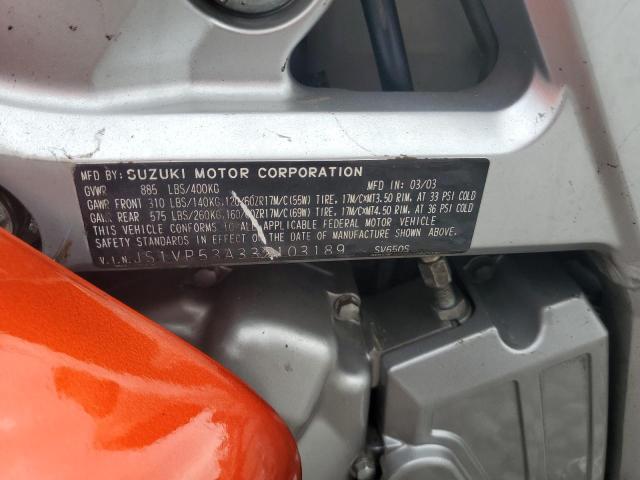 MFD BY: SUZUKI MOTOR CORPORATION
GVWR 885 LBS/400KG MFD IN: 03/03
GAWR FRONT 310 LBS/140KG,120/60ZR17M/C(55W) TIRE, 17M/CXMT3.50 RIM, AT 33 PSI COLD
GAWR REAR 575 LBS/260KG,160/60ZR17M/C(69W) TIRE, 17M/CXMT4.50 RIM, AT 36 PSI COLD
THIS VEHICLE CONFORMS TO ALL APPLICABLE FEDERAL MOTOR VEHICLE
SAFETY STANDARDS IN EFFECT ON THE DATE OF MANUFACTURE SHOWN ABOVE.
V.I.N. SV650S